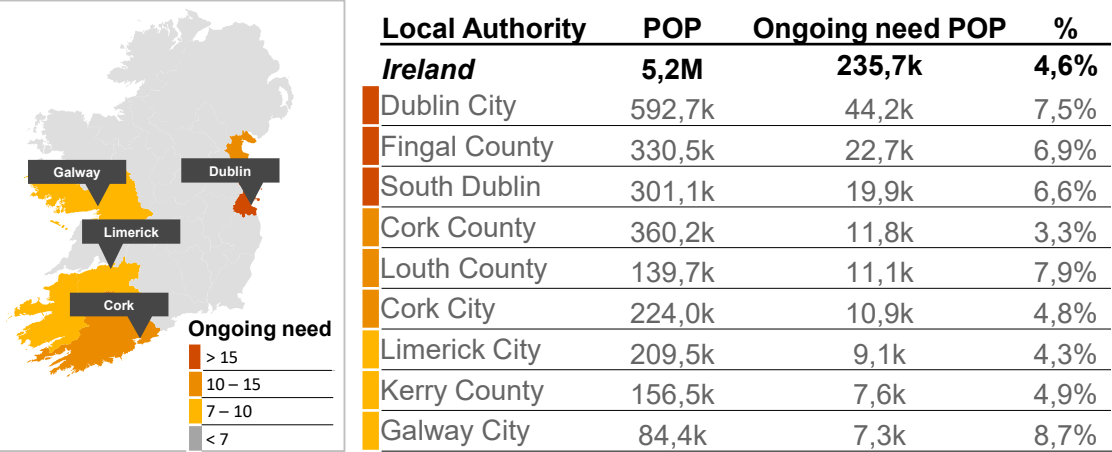 Galway
Dublin
Limerick
Cork
Ongoing need
> 15
10 – 15
7 – 10
< 7
Local Authority POP Ongoing need POP %
Ireland 5,2M 235,7k 4,6%
Dublin City 592,7k 44,2k 7,5%
Fingal County 330,5k 22,7k 6,9%
South Dublin 301,1k 19,9k 6,6%
Cork County 360,2k 11,8k 3,3%
Louth County 139,7k 11,1k 7,9%
Cork City 224,0k 10,9k 4,8%
Limerick City 209,5k 9,1k 4,3%
Kerry County 156,5k 7,6k 4,9%
Galway City 84,4k 7,3k 8,7%